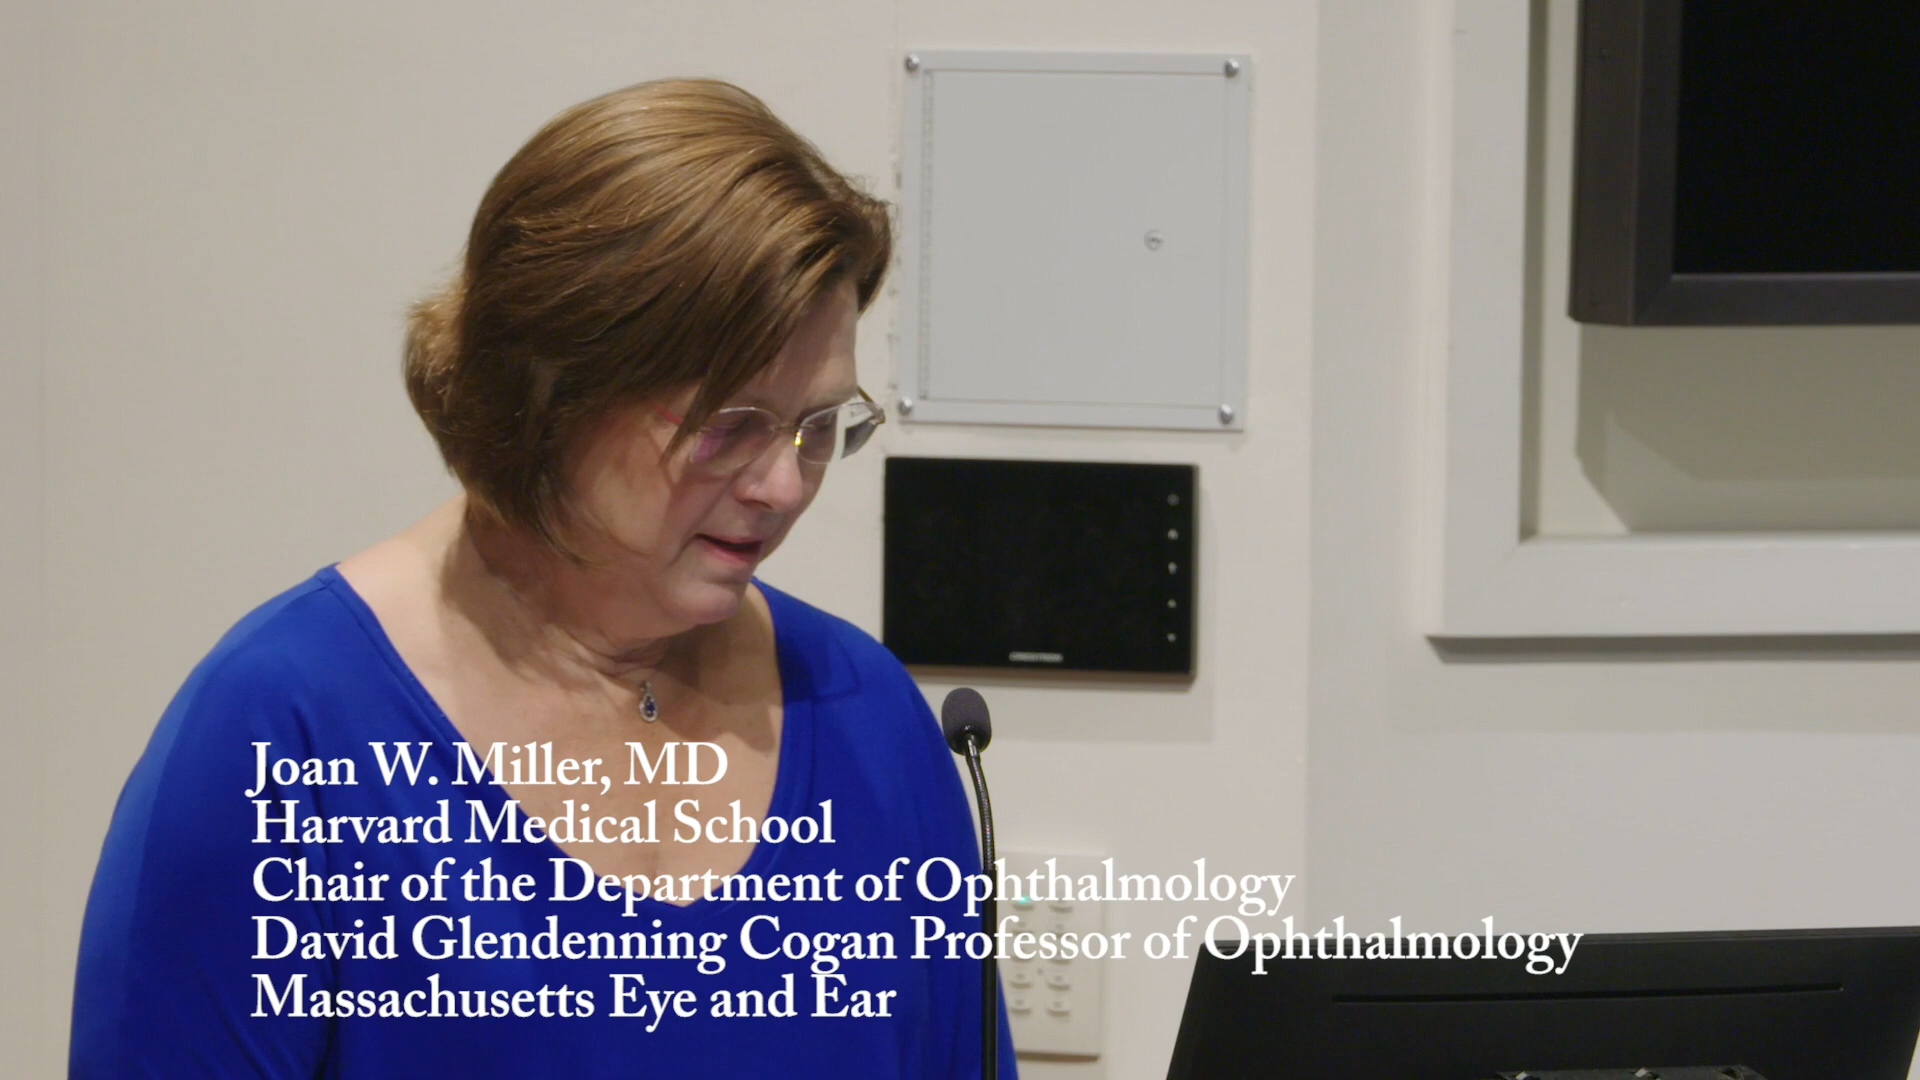 Joan W. Miller, MD
Harvard Medical School
Chair of the Department of Ophthalmology
David Glendenning Cogan Professor of Ophthalmology
Massachusetts Eye and Ear